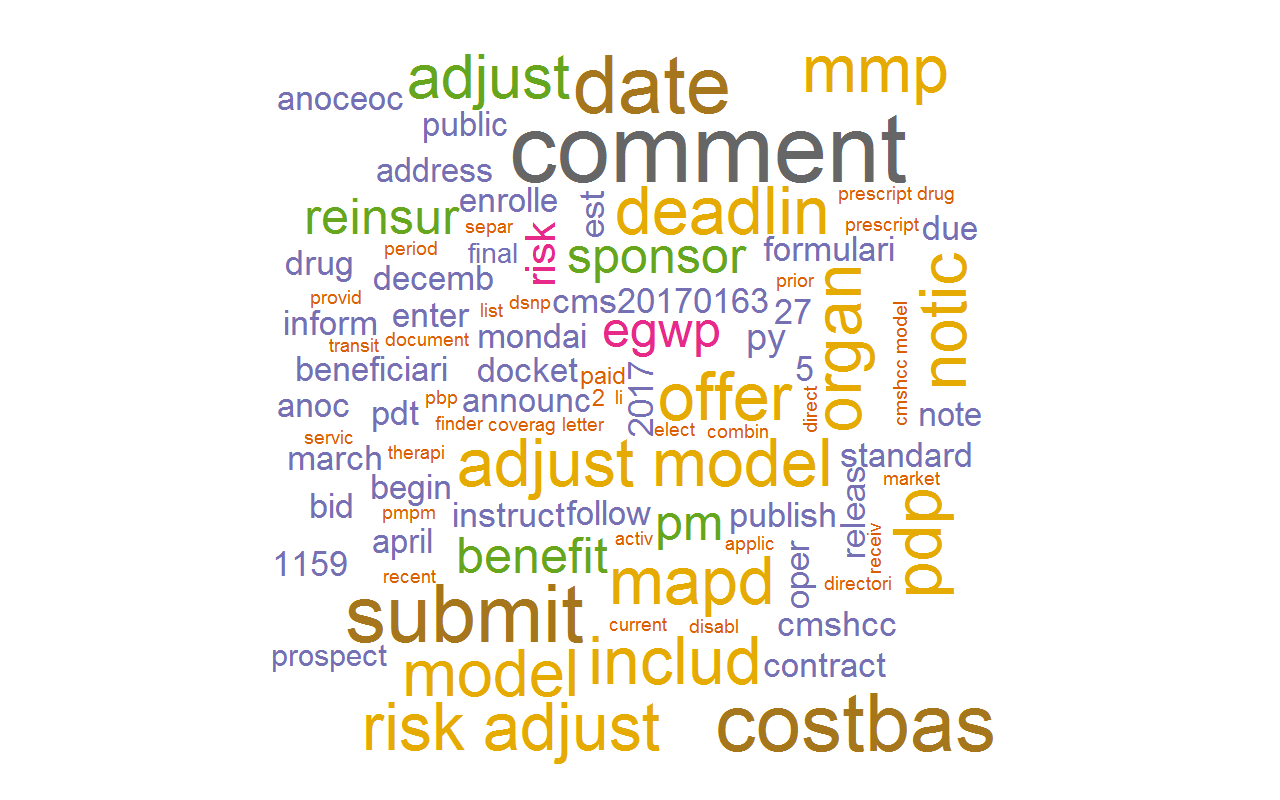 mmp
adjust
date
anoceoc
public
comment
address
enrolle
est
deadlin
prescript drug
reinsur
separ
risk
prescript
due
period
final
sponsor
formulari
drug
decemb
organ
notic
prior
provid
list
dsnp
cms20170163
27
inform
enter
mondai
egwp
py
transit
document
cmshcc model
beneficiari
docket
paid
2017
5
offer
anoc
pdt
pbp
announc
2
li
direct
note
finder
coverag
letter
elect
combin
servic
march
therapi
adjust model
standard
market
begin
bid
pmpm
instruct
follow
pm
publish
releas
pdp
april
activ
applic
receiv
1159
benefit
oper
recent
mapd
directori
submit
current
disabl
cmshcc
prospect
model
includ
contract
risk adjust
costbas